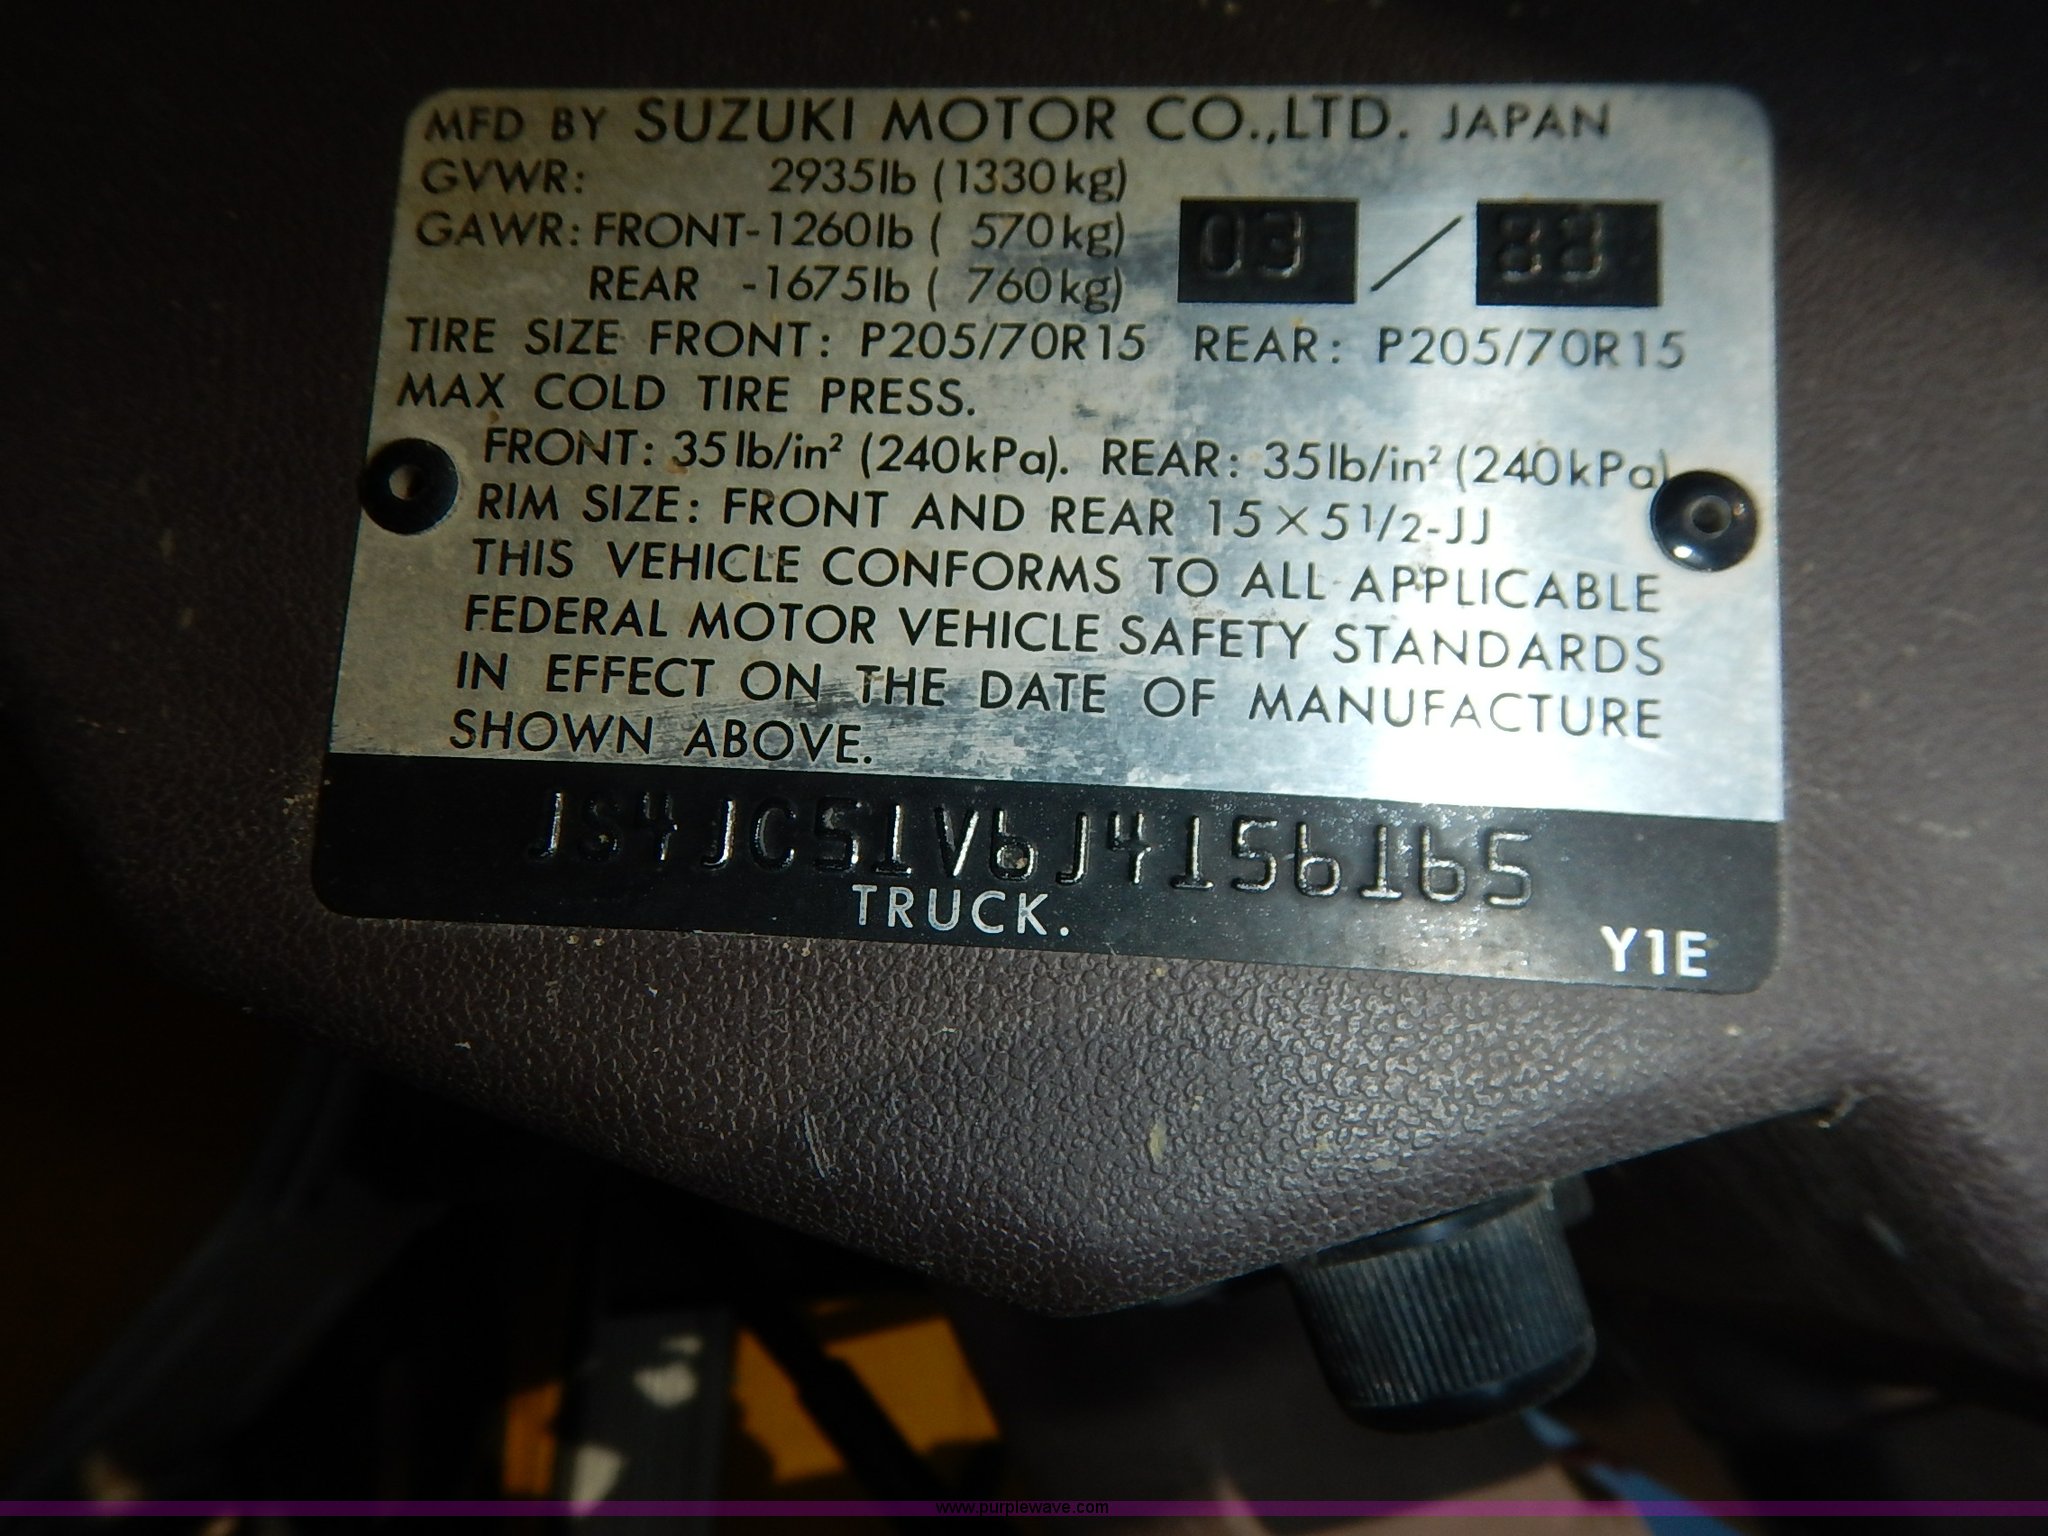 MFD BY SUZUKI MOTOR CO.,LTD. JAPAN
GVWR: 2935lb (1330kg)
GAWR: FRONT-1260lb ( 570kg) 03 / 88
REAR -1675lb ( 760kg)
TIRE SIZE FRONT: P205/70R15 REAR: P205/70R15
MAX COLD TIRE PRESS.
FRONT: 35lb/in² (240kPa). REAR: 35lb/in² (240kPa)
RIM SIZE: FRONT AND REAR 15×5 1/2-JJ
THIS VEHICLE CONFORMS TO ALL APPLICABLE
FEDERAL MOTOR VEHICLE SAFETY STANDARDS
IN EFFECT ON THE DATE OF MANUFACTURE
SHOWN ABOVE.
JS4JC51V6J4156165
TRUCK.
Y1E
www.purplewave.com